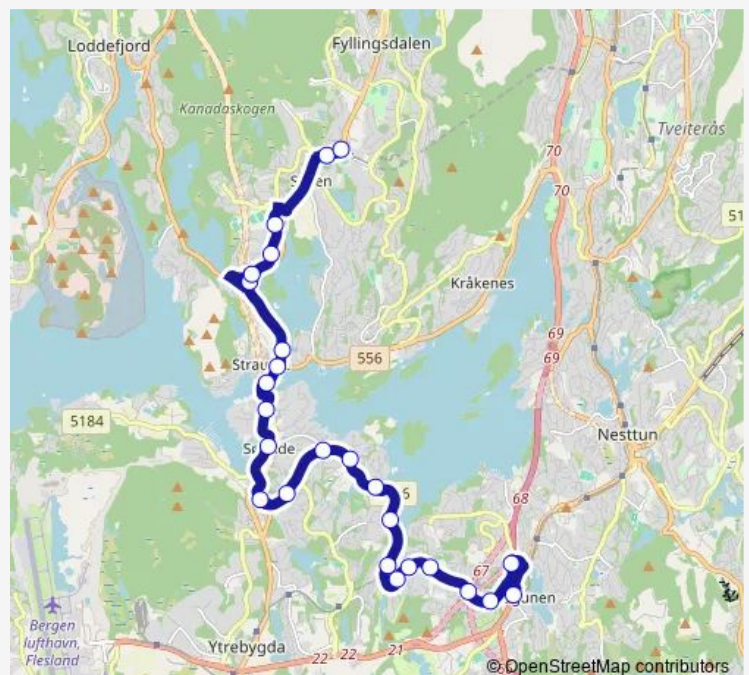 Loddefjord
Fyllingsdalen
Kanadaskogen
Tveiterås
70
70
51
Kråkenes
69
69
556
5184
Nesttun
68
67
Bergen
lufthavn,
Flesland
Ytrebygda
22
22
21
© OpenStreetMap contributors